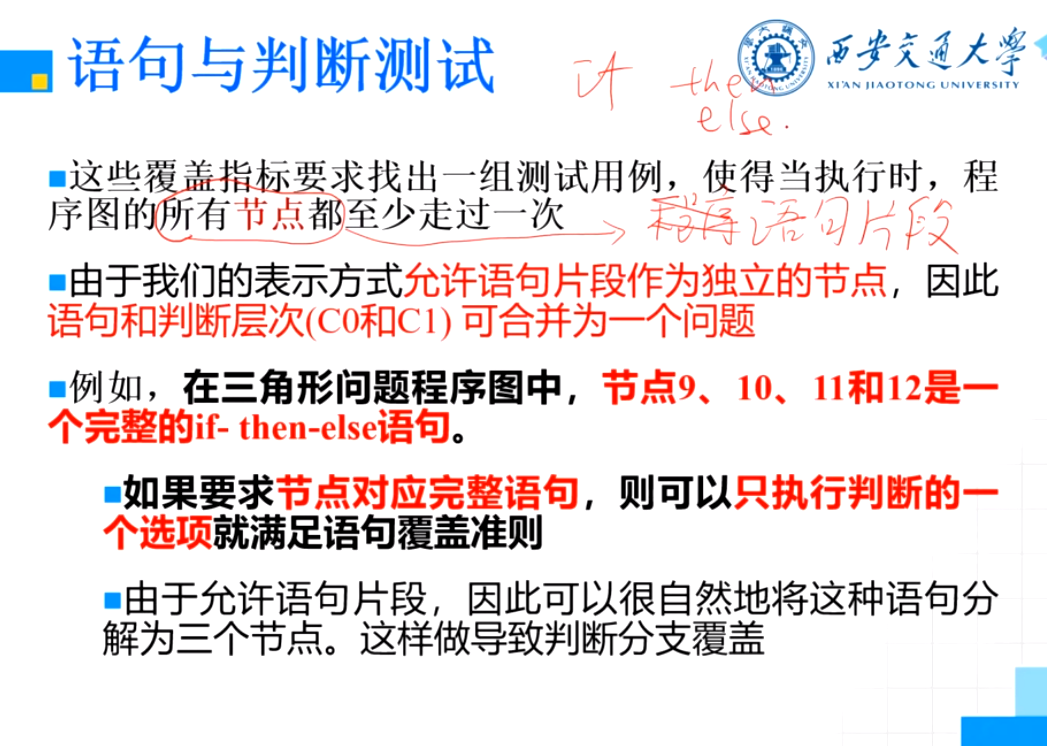 语句与判断测试
if then
else.
西安交通大学
XI'AN JIAOTONG UNIVERSITY
■这些覆盖指标要求找出一组测试用例，使得当执行时，程
序图的所有节点都至少走过一次
语句片段
■由于我们的表示方式允许语句片段作为独立的节点，因此
语句和判断层次(C0和C1) 可合并为一个问题
■例如，在三角形问题程序图中，节点9、10、11和12是一
个完整的if- then-else语句。
■如果要求节点对应完整语句，则可以只执行判断的一
个选项就满足语句覆盖准则
■由于允许语句片段，因此可以很自然地将这种语句分
解为三个节点。这样做导致判断分支覆盖